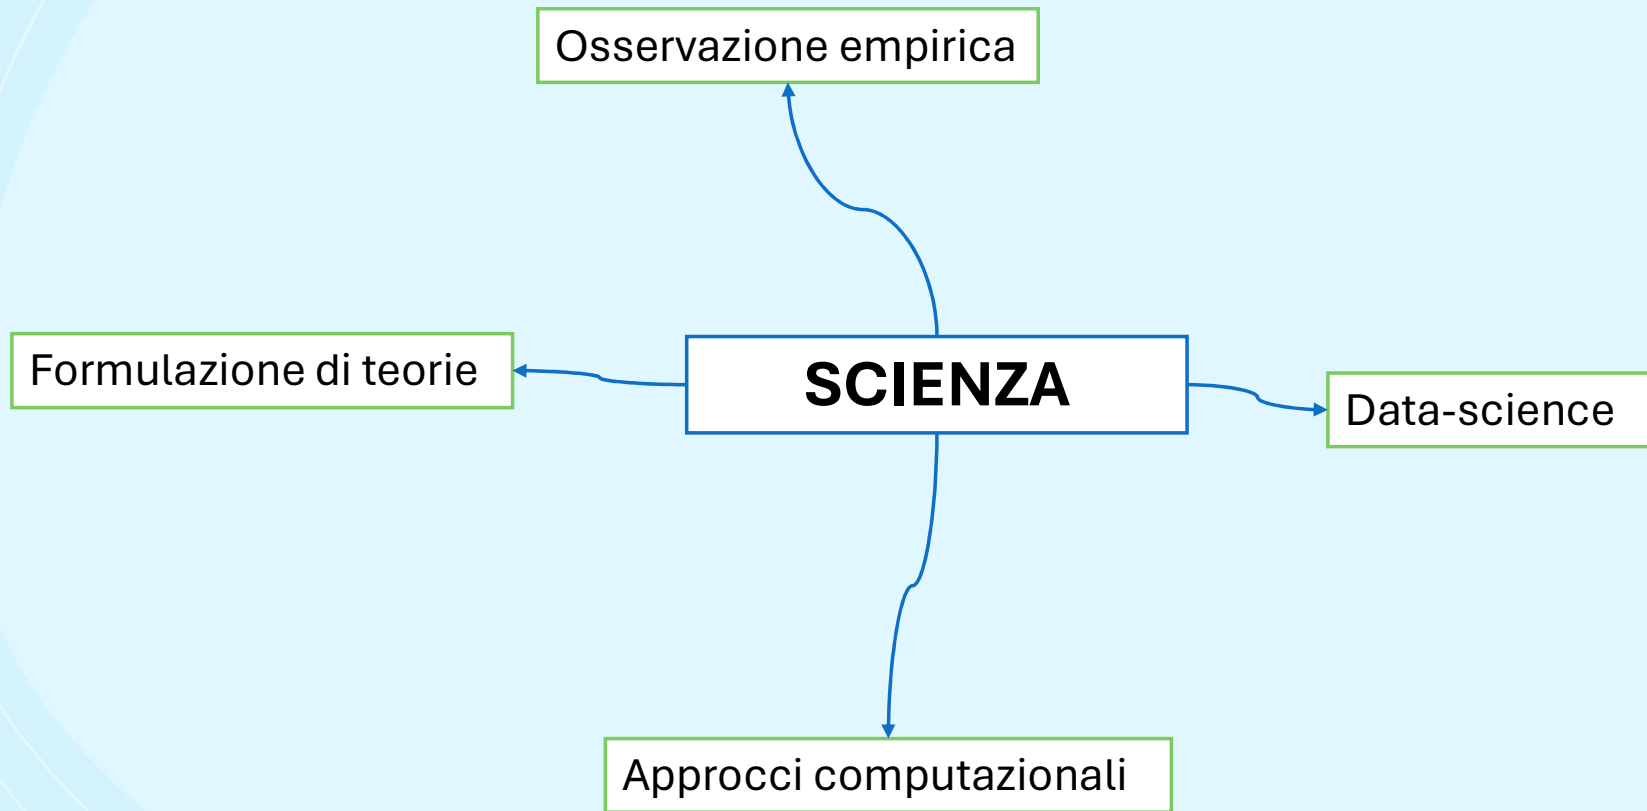 Osservazione empirica
Formulazione di teorie
SCIENZA
Data-science
Approcci computazionali